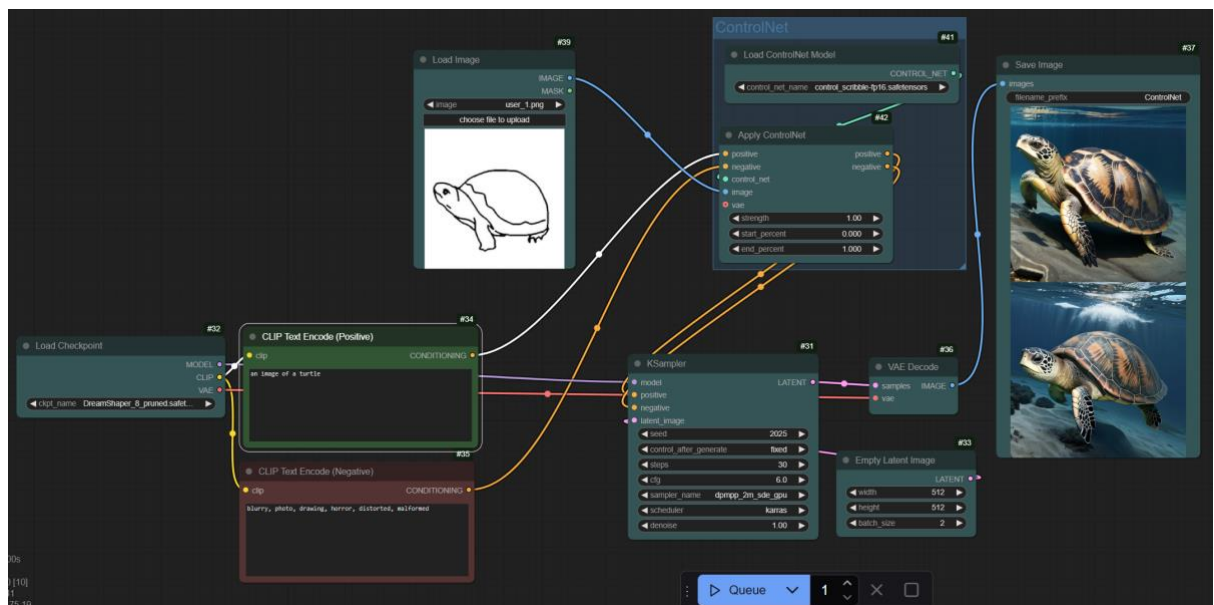 ControlNet
#39
Load Image
IMAGE
MASK
image user_1.png
choose file to upload
#41
Load ControlNet Model
CONTROL_NET
control_net_name control_scribble-fp16.safetensors
#42
Apply ControlNet
positive positive
negative negative
control_net
image
vae
strength 1.00
start_percent 0.000
end_percent 1.000
#37
Save Image
images
filename_prefix ControlNet
#32
Load Checkpoint
MODEL
CLIP
VAE
ckpt_name DreamShaper_8_pruned.safet...
#34
CLIP Text Encode (Positive)
clip CONDITIONING
an image of a turtle
#35
CLIP Text Encode (Negative)
clip CONDITIONING
blurry, photo, drawing, horror, distorted, malformed
#31
KSampler
model LATENT
positive
negative
latent_image
seed 2025
control_after_generate fixed
steps 30
cfg 6.0
sampler_name dpmpp_2m_sde_gpu
scheduler karras
denoise 1.00
#36
VAE Decode
samples IMAGE
vae
#33
Empty Latent Image
LATENT
width 512
height 512
batch_size 2
Queue 1